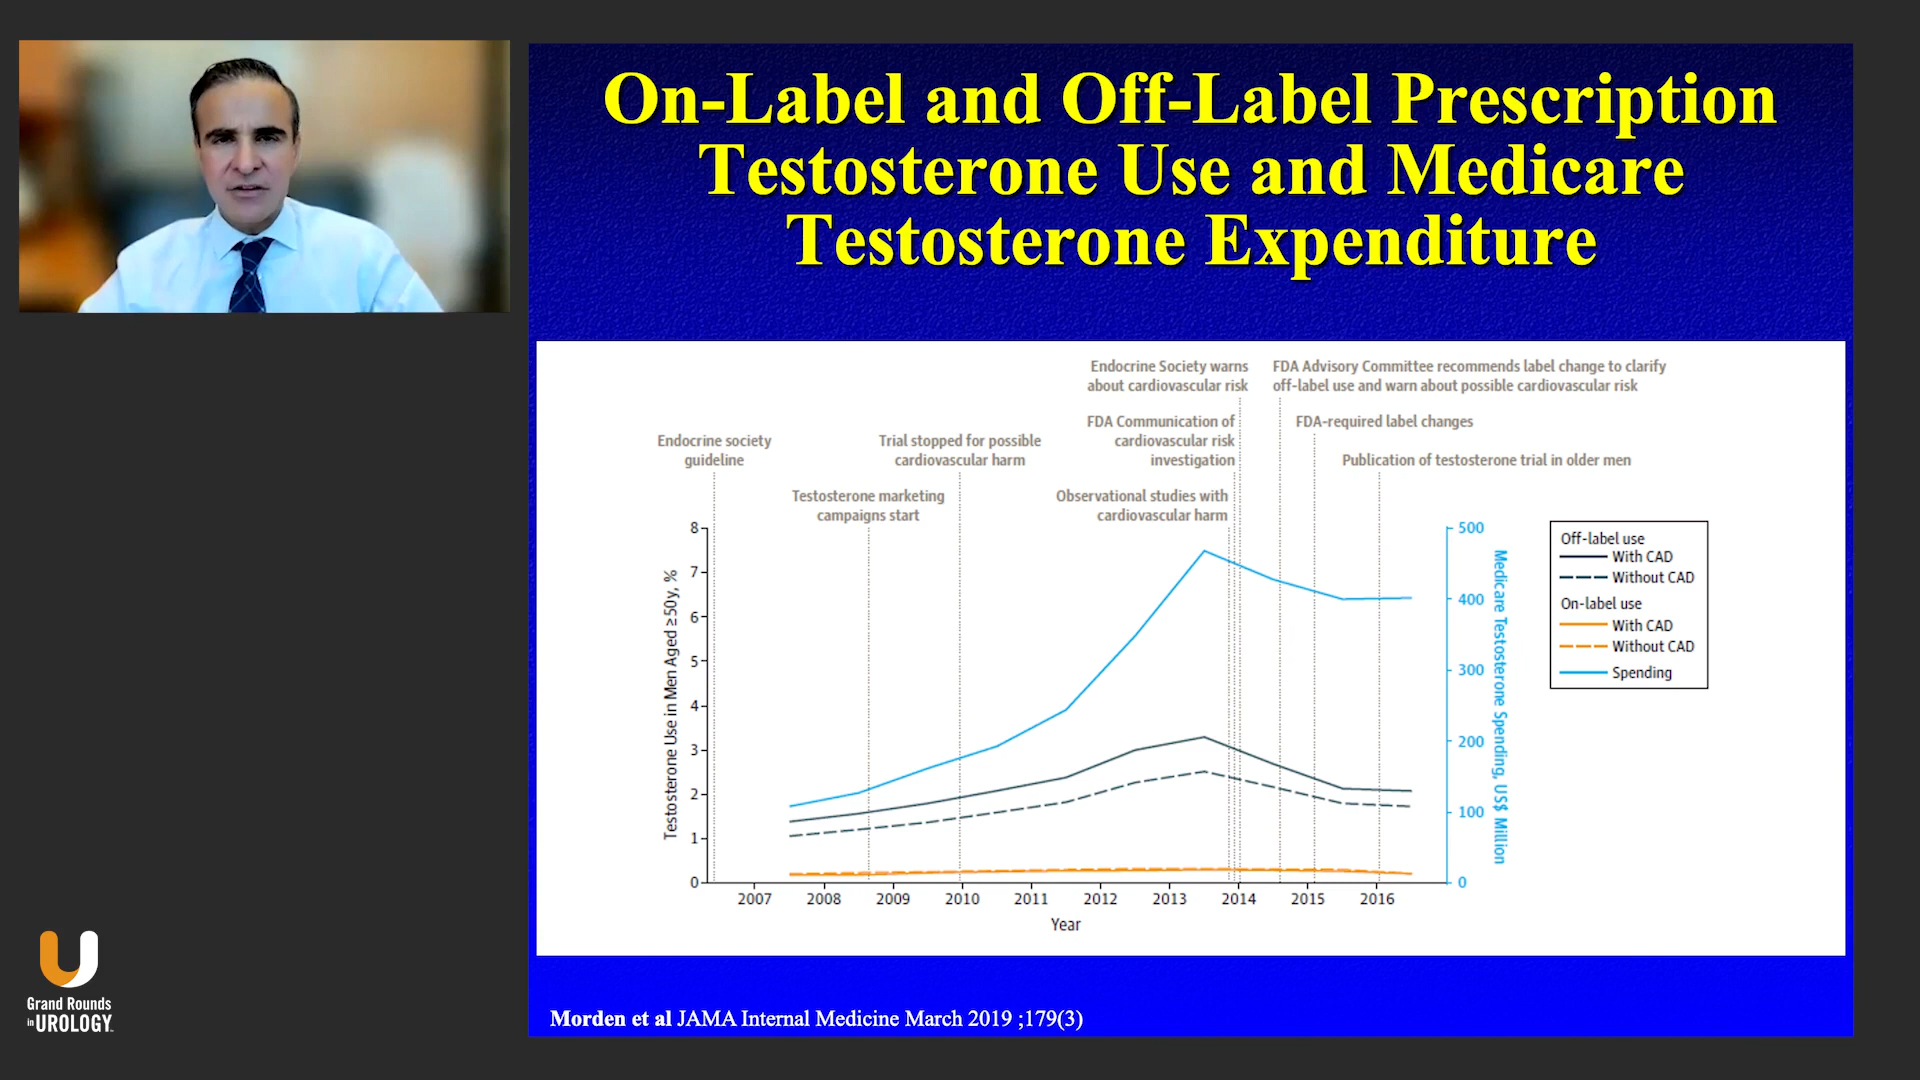 On-Label and Off-Label Prescription
Testosterone Use and Medicare
Testosterone Expenditure
Endocrine Society warns
about cardiovascular risk
FDA Advisory Committee recommends label change to clarify
off-label use and warn about possible cardiovascular risk
FDA Communication of
cardiovascular risk
investigation
FDA-required label changes
Endocrine society
guideline
Trial stopped for possible
cardiovascular harm
Publication of testosterone trial in older men
Testosterone marketing
campaigns start
Observational studies with
cardiovascular harm
8
7
6
5
4
3
2
1
0
Testosterone Use in Men Aged ≥50y, %
500
400
300
200
100
0
Medicare Testosterone Spending, US$ Million
Off-label use
With CAD
Without CAD
On-label use
With CAD
Without CAD
Spending
2007 2008 2009 2010 2011 2012 2013 2014 2015 2016
Year
Morden et al JAMA Internal Medicine March 2019 ;179(3)
Grand Rounds
in UROLOGY